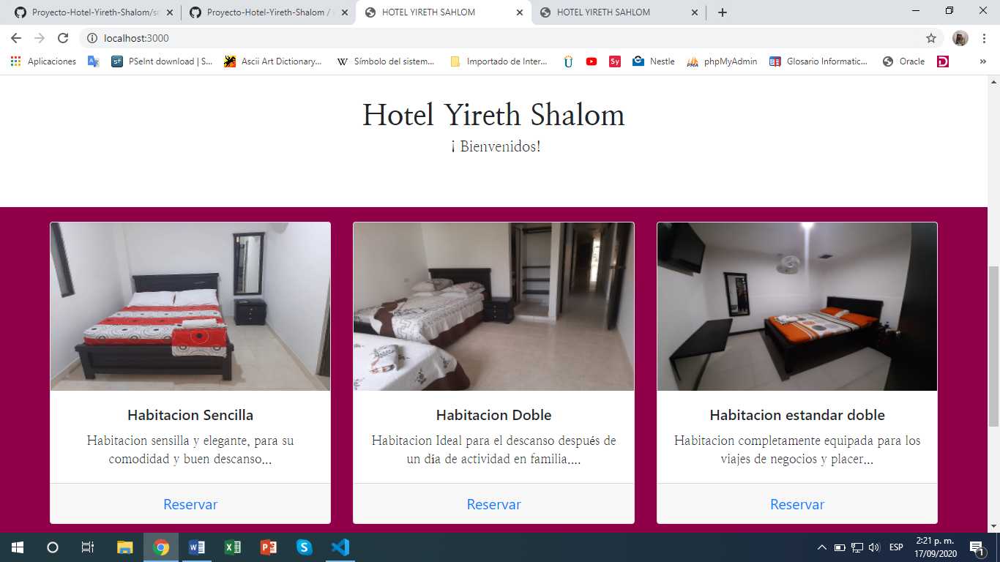 Proyecto-Hotel-Yireth-Shalom/sr
Proyecto-Hotel-Yireth-Shalom /
HOTEL YIRETH SAHLOM
HOTEL YIRETH SAHLOM
localhost:3000
Aplicaciones
PSeInt download | S...
Ascii Art Dictionary...
Símbolo del sistem...
Importado de Inter...
Nestle
phpMyAdmin
Glosario Informatic...
Oracle
»
Hotel Yireth Shalom
¡ Bienvenidos!
Habitacion Sencilla
Habitacion sensilla y elegante, para su
comodidad y buen descanso...
Reservar
Habitacion Doble
Habitacion Ideal para el descanso después de
un día de actividad en familia....
Reservar
Habitacion estandar doble
Habitacion completamente equipada para los
viajes de negocios y placer...
Reservar
ESP
2:21 p. m.
17/09/2020
1